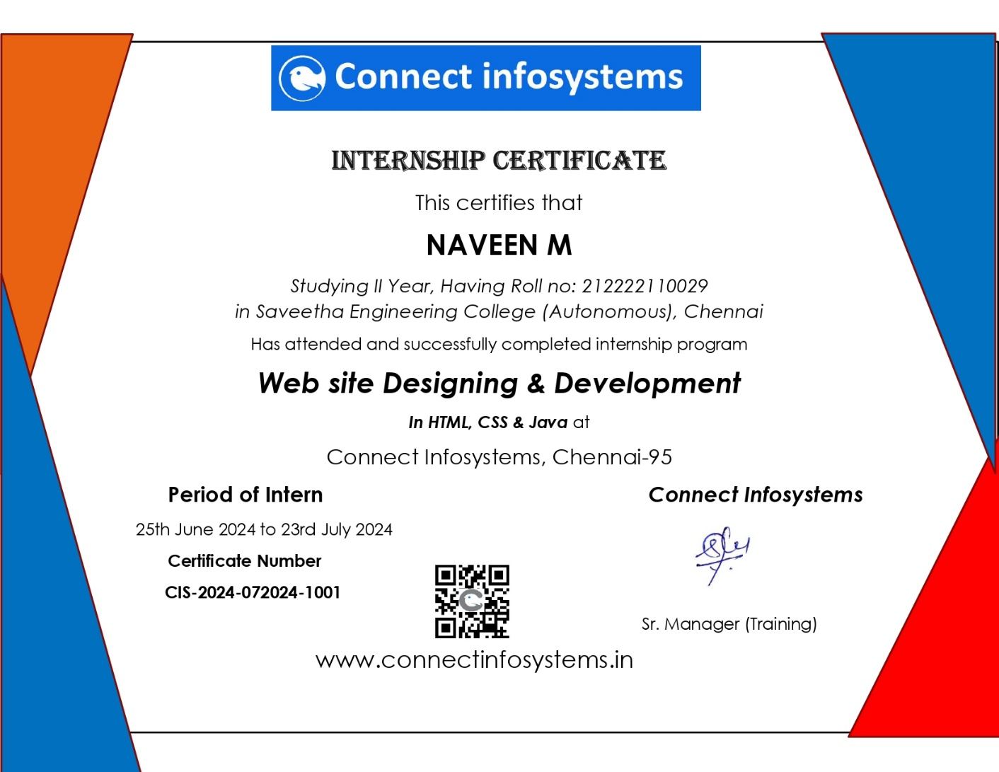 Connect infosystems
INTERNSHIP CERTIFICATE
This certifies that
NAVEEN M
Studying II Year, Having Roll no: 212222110029
in Saveetha Engineering College (Autonomous), Chennai
Has attended and successfully completed internship program
Web site Designing & Development
In HTML, CSS & Java at
Connect Infosystems, Chennai-95
Period of Intern
25th June 2024 to 23rd July 2024
Certificate Number
CIS-2024-072024-1001
Connect Infosystems
Sr. Manager (Training)
www.connectinfosystems.in